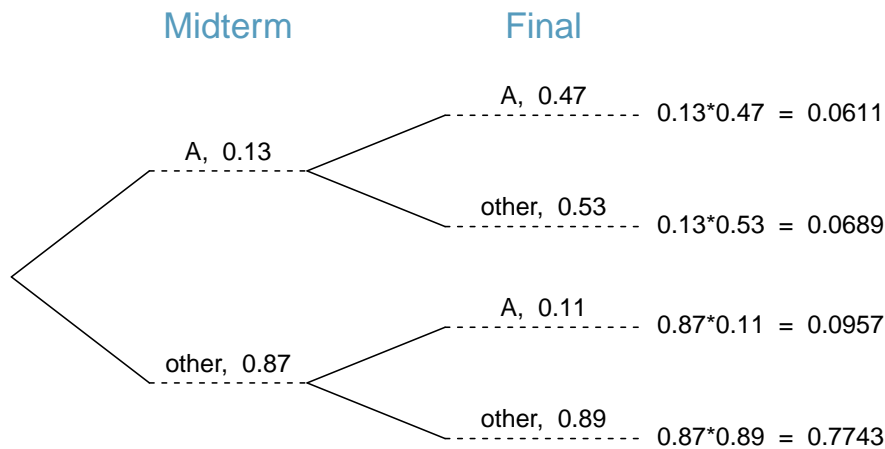 Midterm Final
A, 0.47
0.13*0.47 = 0.0611
A, 0.13
other, 0.53
0.13*0.53 = 0.0689
A, 0.11
0.87*0.11 = 0.0957
other, 0.87
other, 0.89
0.87*0.89 = 0.7743